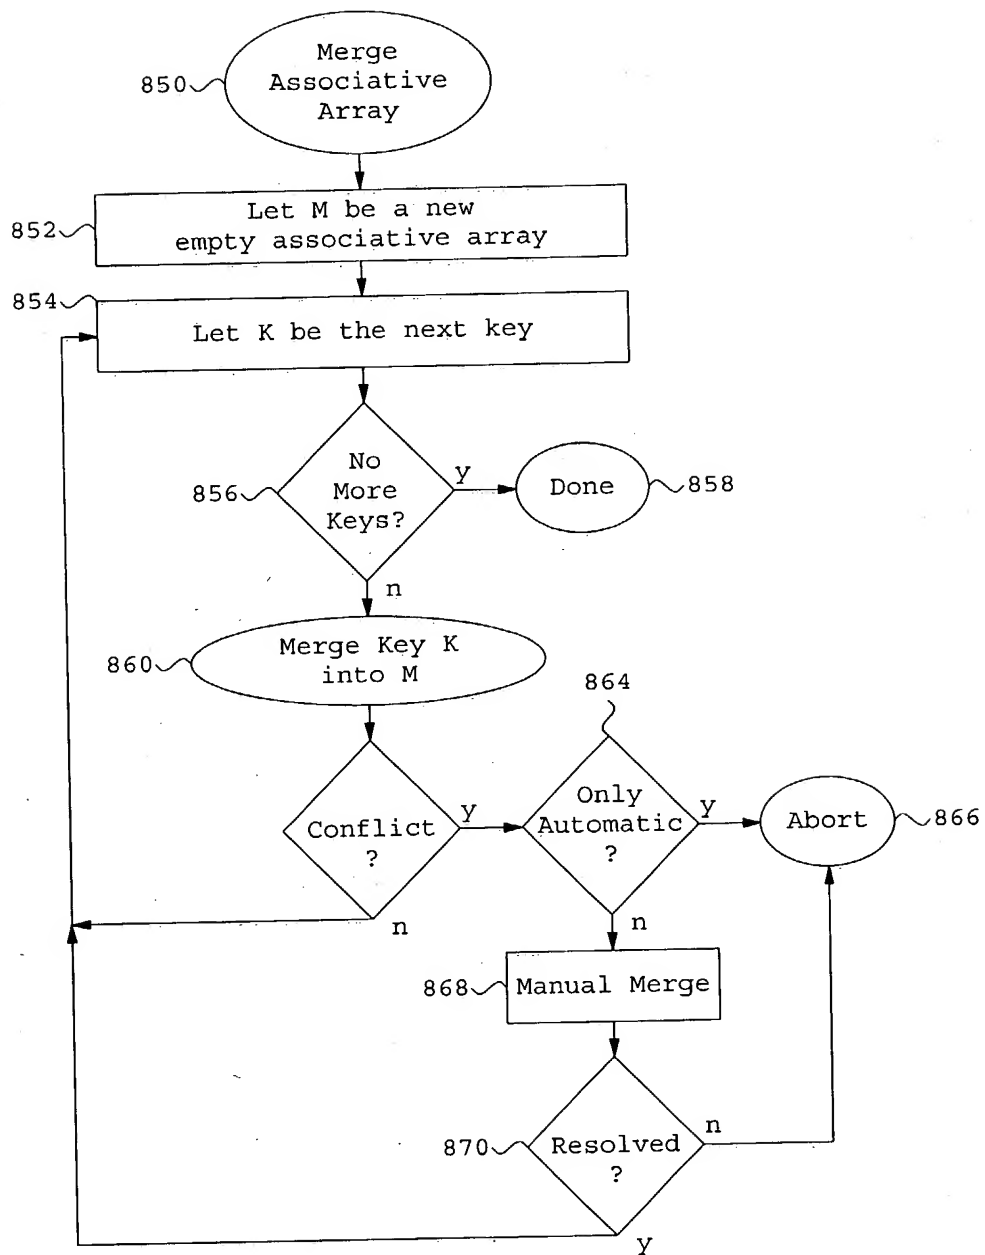 Merge
Associative
Array
850
Let M be a new
empty associative array
852
854
Let K be the next key
No
More
Keys?
856
y
Done
858
n
Merge Key K
into M
860
864
Conflict
?
y
Only
Automatic
?
y
Abort
866
n
n
868
Manual Merge
870
Resolved
?
n
y